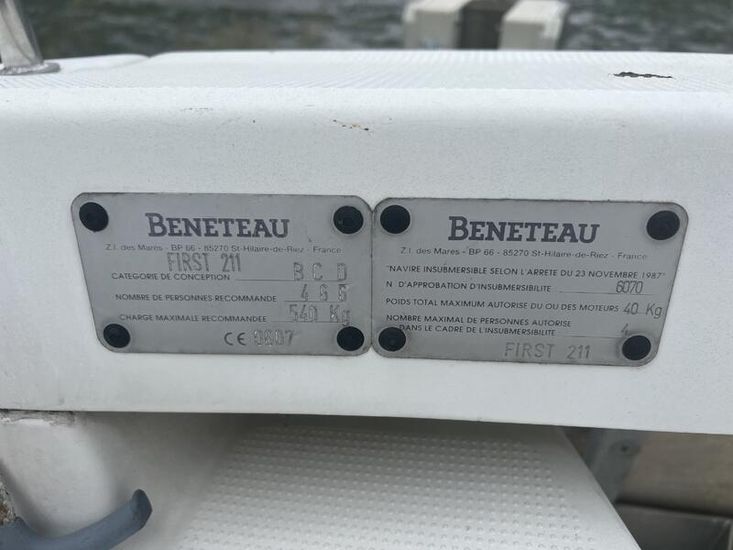 BENETEAU
Z.I. des Mares - BP 66 - 85270 St-Hilaire-de-Riez - France
FIRST 211
CATEGORIE DE CONCEPTION B C D
NOMBRE DE PERSONNES RECOMMANDE 4 6 6
CHARGE MAXIMALE RECOMMANDEE 540 Kg
CE 0607
BENETEAU
Z.I. des Mares - BP 66 - 85270 St-Hilaire-de-Riez - France
"NAVIRE INSUBMERSIBLE SELON L'ARRETE DU 23 NOVEMBRE 1987"
N D'APPROBATION D'INSUBMERSIBILITE 6070
POIDS TOTAL MAXIMUM AUTORISE DU OU DES MOTEURS 40 Kg
NOMBRE MAXIMAL DE PERSONNES AUTORISE
DANS LE CADRE DE L'INSUBMERSIBILITE 4
FIRST 211